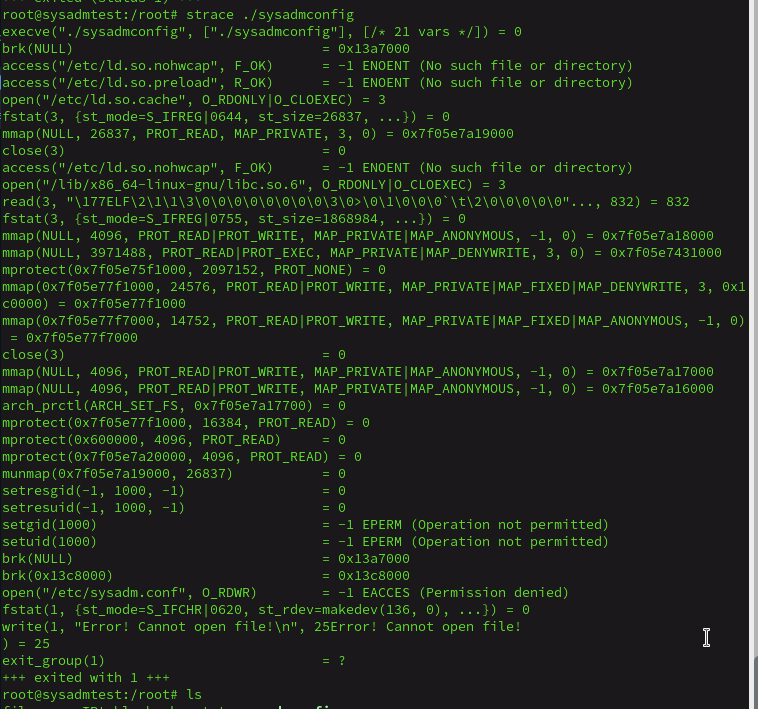 root@sysadmtest:/root# strace ./sysadmconfig
execve("./sysadmconfig", ["./sysadmconfig"], [/* 21 vars */]) = 0
brk(NULL)                               = 0x13a7000
access("/etc/ld.so.nohwcap", F_OK)      = -1 ENOENT (No such file or directory)
access("/etc/ld.so.preload", R_OK)      = -1 ENOENT (No such file or directory)
open("/etc/ld.so.cache", O_RDONLY|O_CLOEXEC) = 3
fstat(3, {st_mode=S_IFREG|0644, st_size=26837, ...}) = 0
mmap(NULL, 26837, PROT_READ, MAP_PRIVATE, 3, 0) = 0x7f05e7a19000
close(3)                                = 0
access("/etc/ld.so.nohwcap", F_OK)      = -1 ENOENT (No such file or directory)
open("/lib/x86_64-linux-gnu/libc.so.6", O_RDONLY|O_CLOEXEC) = 3
read(3, "\177ELF\2\1\1\3\0\0\0\0\0\0\0\0\3\0>\0\1\0\0\0`\t\2\0\0\0\0\0"..., 832) = 832
fstat(3, {st_mode=S_IFREG|0755, st_size=1868984, ...}) = 0
mmap(NULL, 4096, PROT_READ|PROT_WRITE, MAP_PRIVATE|MAP_ANONYMOUS, -1, 0) = 0x7f05e7a18000
mmap(NULL, 3971488, PROT_READ|PROT_EXEC, MAP_PRIVATE|MAP_DENYWRITE, 3, 0) = 0x7f05e7431000
mprotect(0x7f05e75f1000, 2097152, PROT_NONE) = 0
mmap(0x7f05e77f1000, 24576, PROT_READ|PROT_WRITE, MAP_PRIVATE|MAP_FIXED|MAP_DENYWRITE, 3, 0x1
c0000) = 0x7f05e77f1000
mmap(0x7f05e77f7000, 14752, PROT_READ|PROT_WRITE, MAP_PRIVATE|MAP_FIXED|MAP_ANONYMOUS, -1, 0)
 = 0x7f05e77f7000
close(3)                                = 0
mmap(NULL, 4096, PROT_READ|PROT_WRITE, MAP_PRIVATE|MAP_ANONYMOUS, -1, 0) = 0x7f05e7a17000
mmap(NULL, 4096, PROT_READ|PROT_WRITE, MAP_PRIVATE|MAP_ANONYMOUS, -1, 0) = 0x7f05e7a16000
arch_prctl(ARCH_SET_FS, 0x7f05e7a17700) = 0
mprotect(0x7f05e77f1000, 16384, PROT_READ) = 0
mprotect(0x600000, 4096, PROT_READ)     = 0
mprotect(0x7f05e7a20000, 4096, PROT_READ) = 0
munmap(0x7f05e7a19000, 26837)           = 0
setresgid(-1, 1000, -1)                 = 0
setresuid(-1, 1000, -1)                 = 0
setgid(1000)                            = -1 EPERM (Operation not permitted)
setuid(1000)                            = -1 EPERM (Operation not permitted)
brk(NULL)                               = 0x13a7000
brk(0x13c8000)                          = 0x13c8000
open("/etc/sysadm.conf", O_RDWR)        = -1 EACCES (Permission denied)
fstat(1, {st_mode=S_IFCHR|0620, st_rdev=makedev(136, 0), ...}) = 0
write(1, "Error! Cannot open file!\n", 25Error! Cannot open file!
) = 25
exit_group(1)                           = ?
+++ exited with 1 +++
root@sysadmtest:/root# ls